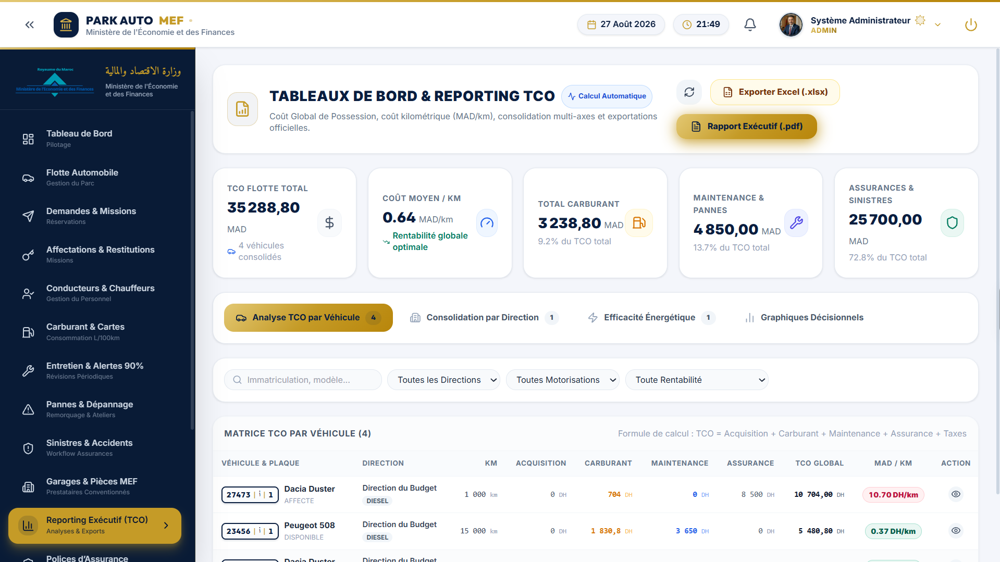 PARK AUTO MEF
Ministère de l'Économie et des Finances
27 Août 2026
21:49
Système Administrateur
ADMIN
Royaume du Maroc
Ministère de l'Economie et des Finances
وزارة الاقتصاد والمالية
Ministère de l'Économie
et des Finances
Tableau de Bord
Pilotage
Flotte Automobile
Gestion du Parc
Demandes & Missions
Réservations
Affectations & Restitutions
Missions
Conducteurs & Chauffeurs
Gestion du Personnel
Carburant & Cartes
Consommation L/100km
Entretien & Alertes 90%
Révisions Périodiques
Pannes & Dépannage
Remorquage & Ateliers
Sinistres & Accidents
Workflow Assurances
Garages & Pièces MEF
Prestataires Conventionnés
Reporting Exécutif (TCO)
Analyses & Exports
Polices d'Assurance
TABLEAUX DE BORD & REPORTING TCO
Calcul Automatique
Coût Global de Possession, coût kilométrique (MAD/km), consolidation multi-axes et exportations
officielles.
Exporter Excel (.xlsx)
Rapport Exécutif (.pdf)
TCO FLOTTE TOTAL
35 288,80
MAD
4 véhicules
consolidés
COÛT MOYEN / KM
0.64 MAD/km
Rentabilité globale
optimale
TOTAL CARBURANT
3 238,80 MAD
9.2% du TCO total
MAINTENANCE &
PANNES
4 850,00 MAD
13.7% du TCO total
ASSURANCES &
SINISTRES
25 700,00
MAD
72.8% du TCO total
Analyse TCO par Véhicule 4
Consolidation par Direction 1
Efficacité Énergétique 1
Graphiques Décisionnels
Immatriculation, modèle...
Toutes les Directions
Toutes Motorisations
Toute Rentabilité
MATRICE TCO PAR VÉHICULE (4)
Formule de calcul : TCO = Acquisition + Carburant + Maintenance + Assurance + Taxes
VÉHICULE & PLAQUE DIRECTION KM ACQUISITION CARBURANT MAINTENANCE ASSURANCE TCO GLOBAL MAD / KM ACTION
27473 | أ | 1 Dacia Duster AFFECTE Direction du Budget DIESEL 1 000 km 0 DH 704 DH 0 DH 8 500 DH 10 704,00 DH 10.70 DH/km
23456 | أ | 1 Peugeot 508 DISPONIBLE Direction du Budget DIESEL 15 000 km 0 DH 1 830,8 DH 3 650 DH 0 DH 5 480,80 DH 0.37 DH/km
Dacia Duster Direction du Budget